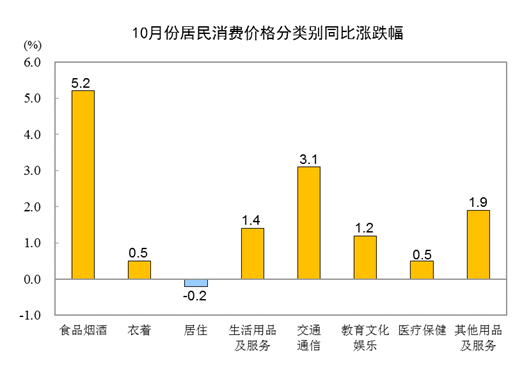 10月份居民消费价格分类别同比涨跌幅
(%)
6.0
5.0
4.0
3.0
2.0
1.0
0.0
-1.0
5.2
0.5
-0.2
1.4
3.1
1.2
0.5
1.9
食品烟酒
衣着
居住
生活用品
及服务
交通
通信
教育文化
娱乐
医疗保健
其他用品
及服务